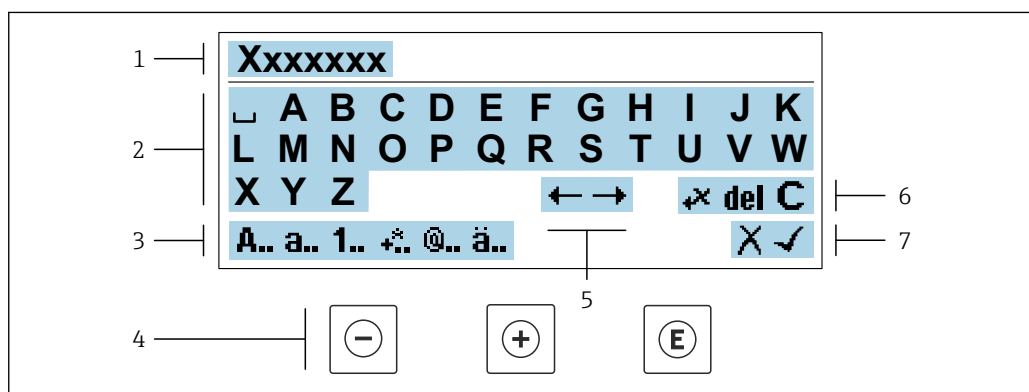 1 Xxxxxxx
2 ␣ A B C D E F G H I J K
L M N O P Q R S T U V W
X Y Z ← → +× del C 6
3 A.. a.. 1.. +*.. @.. ä.. X ✓ 7
5
4 − + E